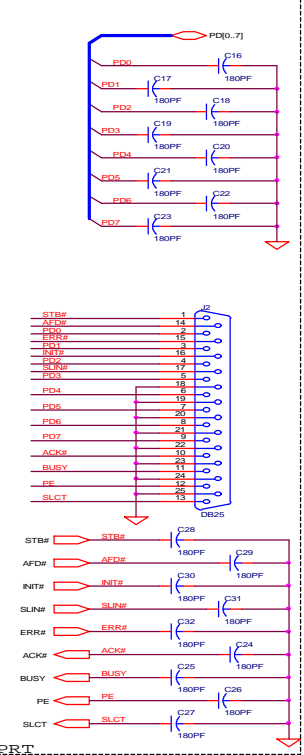 PD[0..7]
PD0 C16
180PF
PD1 C17
180PF
PD2 C18
180PF
PD3 C19
180PF
PD4 C20
180PF
PD5 C21
180PF
PD6 C22
180PF
PD7 C23
180PF
J2
STB# 1
AFD# 14
PD0 2
ERR# 15
PD1 3
INIT# 16
PD2 4
SLIN# 17
PD3 5
18
PD4 6
19
PD5 7
20
PD6 8
21
PD7 9
22
ACK# 10
23
BUSY 11
24
PE 12
25
SLCT 13
DB25
STB# STB# C28
180PF
AFD# AFD# C29
180PF
INIT# INIT# C30
180PF
SLIN# SLIN# C31
180PF
ERR# ERR# C32
180PF
ACK# ACK# C24
180PF
BUSY BUSY C25
180PF
PE PE C26
180PF
SLCT SLCT C27
180PF
PRT